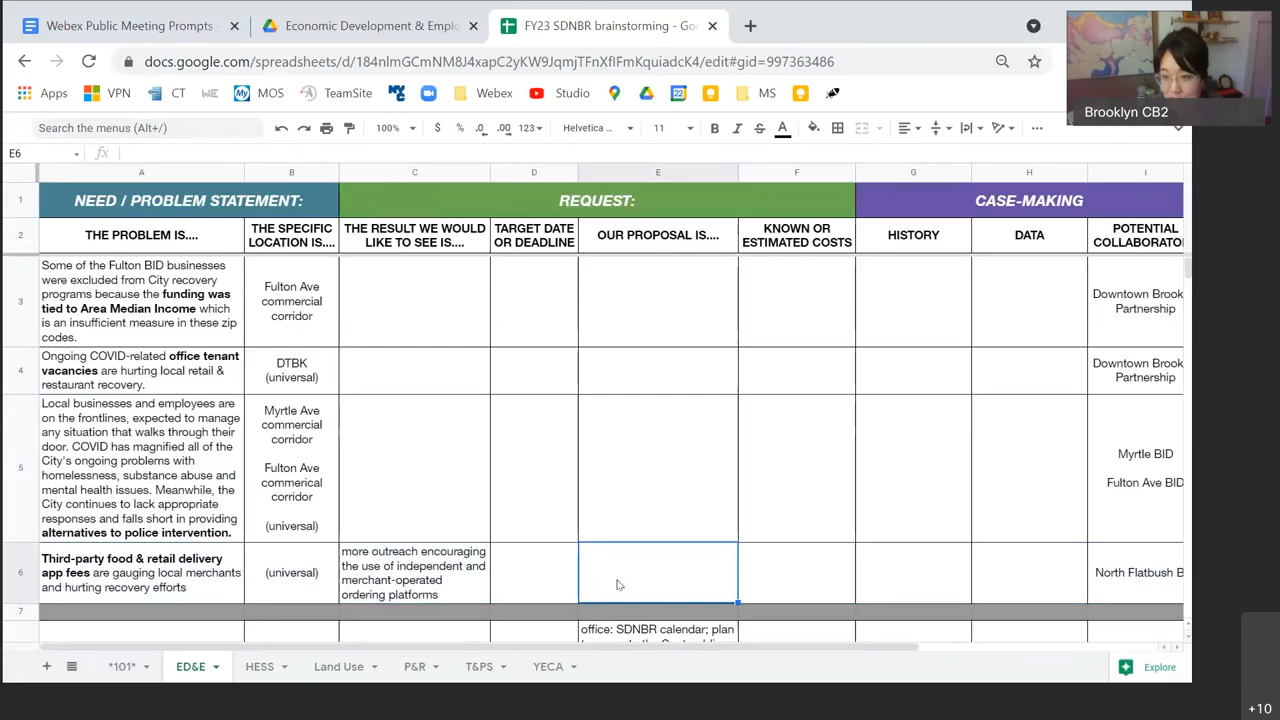 Webex Public Meeting Prompts -
Economic Development & Emplo
FY23 SDNBR brainstorming - Goo
docs.google.com/spreadsheets/d/184nlmGCmNM8J4xapC2yKW9JqmjTFnXfIFmKquiadcK4/edit#gid=997363486
Apps VPN CT MOS TeamSite Webex Studio MS
Brooklyn CB2
Search the menus (Alt+/) 100% $ % .0 .00 123 Helvetica ... 11 B I S A
E6 fx
A B C D E F G H I
1 NEED / PROBLEM STATEMENT: REQUEST: CASE-MAKING
2 THE PROBLEM IS....
THE SPECIFIC
LOCATION IS....
THE RESULT WE WOULD
LIKE TO SEE IS....
TARGET DATE
OR DEADLINE
OUR PROPOSAL IS....
KNOWN OR
ESTIMATED COSTS
HISTORY
DATA
POTENTIAL
COLLABORATO
3
Some of the Fulton BID businesses
were excluded from City recovery
programs because the funding was
tied to Area Median Income which
is an insufficient measure in these zip
codes.
Fulton Ave
commercial
corridor
Downtown Brook
Partnership
4
Ongoing COVID-related office tenant
vacancies are hurting local retail &
restaurant recovery.
DTBK
(universal)
Downtown Brook
Partnership
5
Local businesses and employees are
on the frontlines, expected to manage
any situation that walks through their
door. COVID has magnified all of the
City's ongoing problems with
homelessness, substance abuse and
mental health issues. Meanwhile, the
City continues to lack appropriate
responses and falls short in providing
alternatives to police intervention.
Myrtle Ave
commercial
corridor
Fulton Ave
commerical
corridor
(universal)
Myrtle BID
Fulton Ave BID
6
Third-party food & retail delivery
app fees are gauging local merchants
and hurting recovery efforts
(universal)
more outreach encouraging
the use of independent and
merchant-operated
ordering platforms
North Flatbush B
7
office: SDNBR calendar; plan
*101* ED&E HESS Land Use P&R T&PS YECA Explore
+10